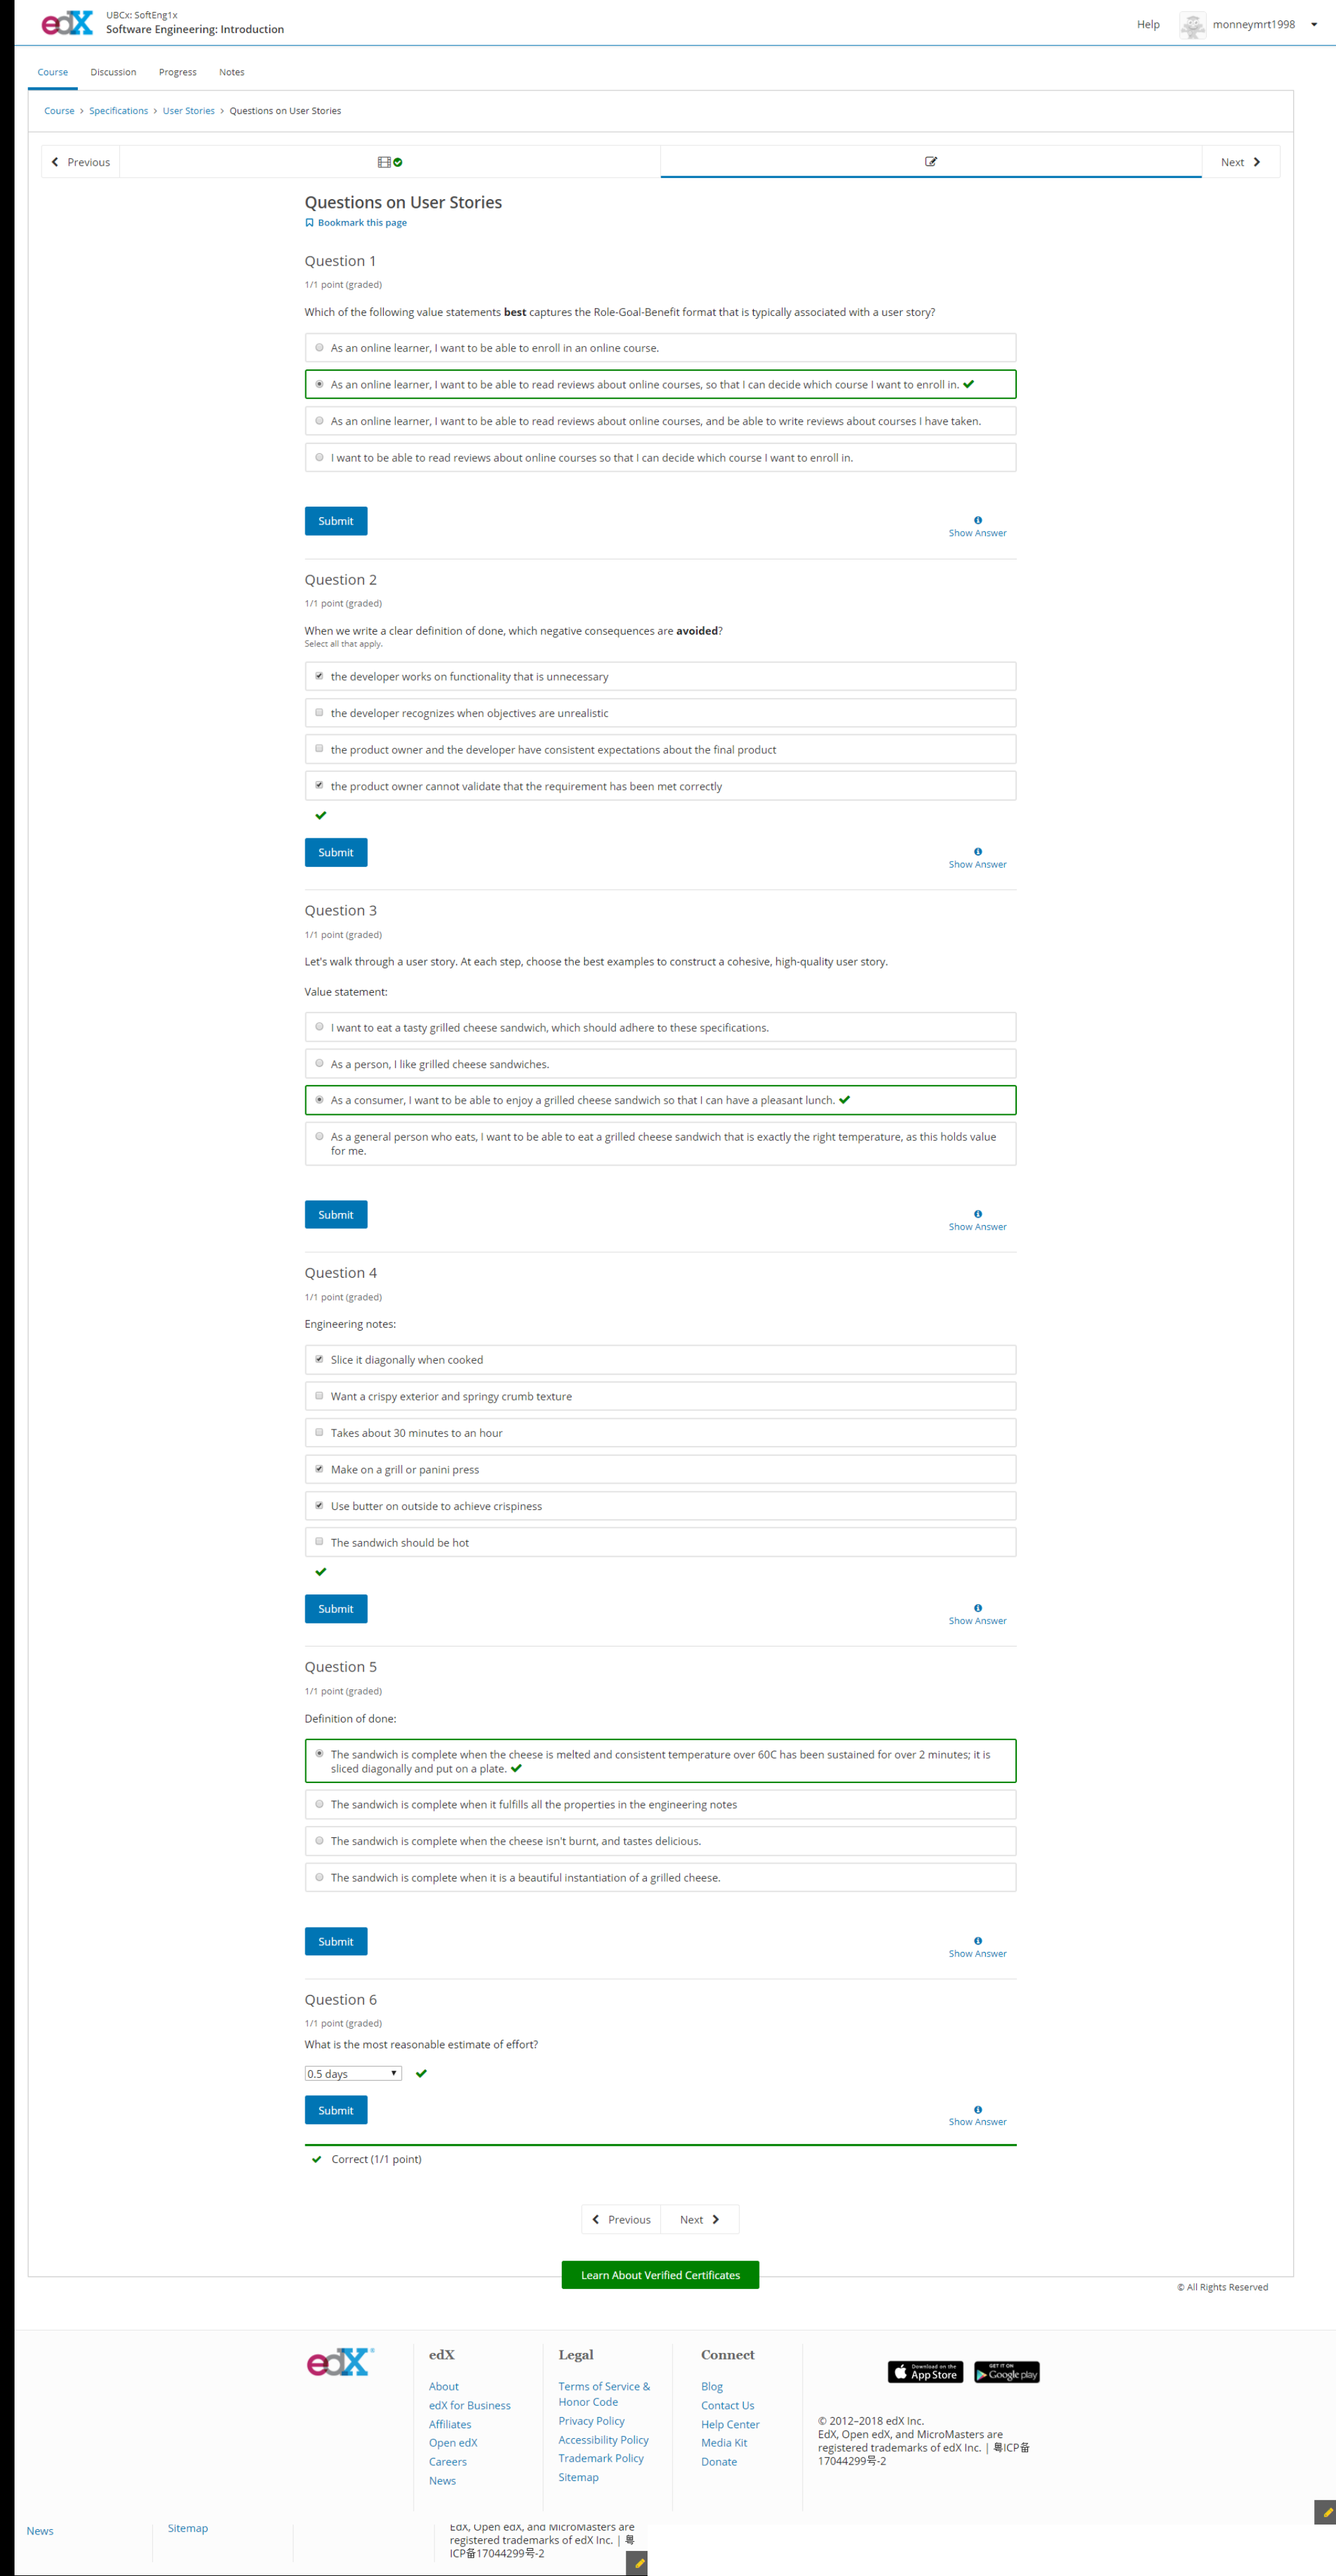 edX
UBCx: SoftEng1x
Software Engineering: Introduction
Help
monneymrt1998
Course
Discussion
Progress
Notes
Course > Specifications > User Stories > Questions on User Stories
Previous
Next
Questions on User Stories
Bookmark this page
Question 1
1/1 point (graded)
Which of the following value statements best captures the Role-Goal-Benefit format that is typically associated with a user story?
As an online learner, I want to be able to enroll in an online course.
As an online learner, I want to be able to read reviews about online courses, so that I can decide which course I want to enroll in.
As an online learner, I want to be able to read reviews about online courses, and be able to write reviews about courses I have taken.
I want to be able to read reviews about online courses so that I can decide which course I want to enroll in.
Submit
Show Answer
Question 2
1/1 point (graded)
When we write a clear definition of done, which negative consequences are avoided?
Select all that apply.
the developer works on functionality that is unnecessary
the developer recognizes when objectives are unrealistic
the product owner and the developer have consistent expectations about the final product
the product owner cannot validate that the requirement has been met correctly
Submit
Show Answer
Question 3
1/1 point (graded)
Let's walk through a user story. At each step, choose the best examples to construct a cohesive, high-quality user story.
Value statement:
I want to eat a tasty grilled cheese sandwich, which should adhere to these specifications.
As a person, I like grilled cheese sandwiches.
As a consumer, I want to be able to enjoy a grilled cheese sandwich so that I can have a pleasant lunch.
As a general person who eats, I want to be able to eat a grilled cheese sandwich that is exactly the right temperature, as this holds value
for me.
Submit
Show Answer
Question 4
1/1 point (graded)
Engineering notes:
Slice it diagonally when cooked
Want a crispy exterior and springy crumb texture
Takes about 30 minutes to an hour
Make on a grill or panini press
Use butter on outside to achieve crispiness
The sandwich should be hot
Submit
Show Answer
Question 5
1/1 point (graded)
Definition of done:
The sandwich is complete when the cheese is melted and consistent temperature over 60C has been sustained for over 2 minutes; it is
sliced diagonally and put on a plate.
The sandwich is complete when it fulfills all the properties in the engineering notes
The sandwich is complete when the cheese isn't burnt, and tastes delicious.
The sandwich is complete when it is a beautiful instantiation of a grilled cheese.
Submit
Show Answer
Question 6
1/1 point (graded)
What is the most reasonable estimate of effort?
0.5 days
Submit
Show Answer
Correct (1/1 point)
Previous
Next
Learn About Verified Certificates
© All Rights Reserved
edX
edX
About
edX for Business
Affiliates
Open edX
Careers
News
Legal
Terms of Service &
Honor Code
Privacy Policy
Accessibility Policy
Trademark Policy
Sitemap
Connect
Blog
Contact Us
Help Center
Media Kit
Donate
Download on the
App Store
GET IT ON
Google play
© 2012–2018 edX Inc.
EdX, Open edX, and MicroMasters are
registered trademarks of edX Inc. | 粤ICP备
17044299号-2
News
Sitemap
EdX, Open edX, and MicroMasters are
registered trademarks of edX Inc. | 粤
ICP备17044299号-2